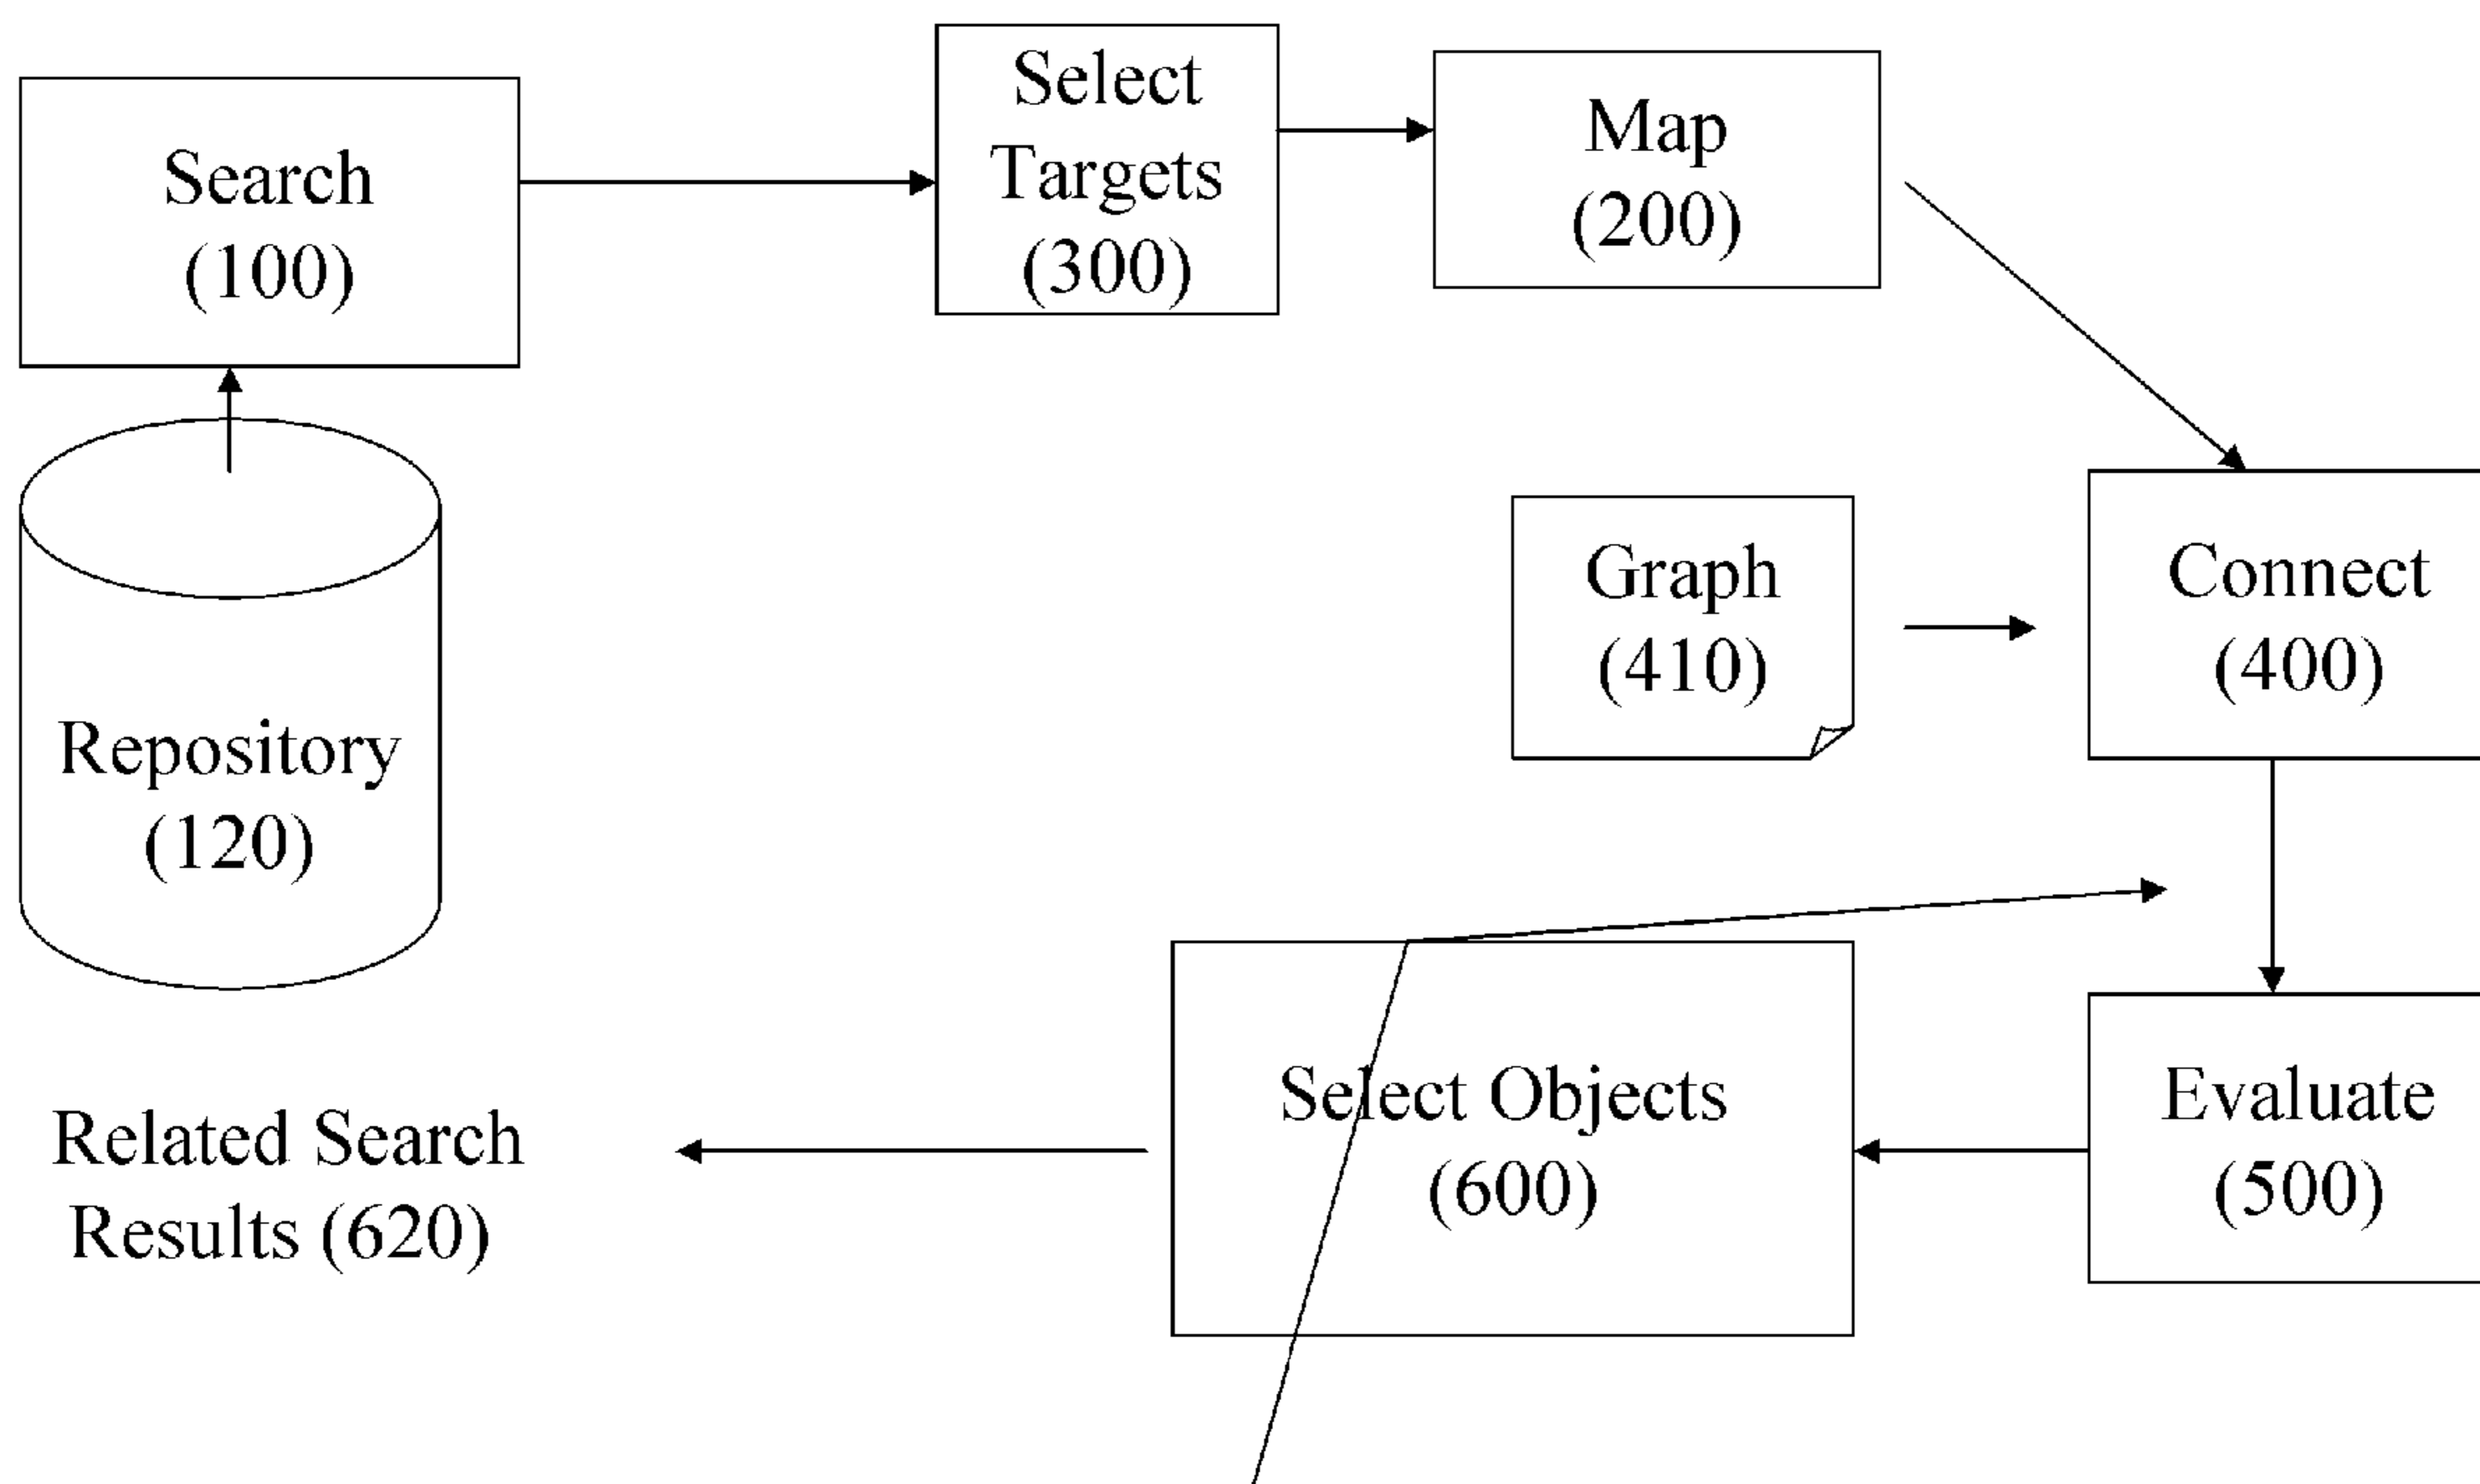 Search
(100)
Select
Targets
(300)
Map
(200)
Graph
(410)
Connect
(400)
Repository
(120)
Related Search
Results (620)
Select Objects
(600)
Evaluate
(500)